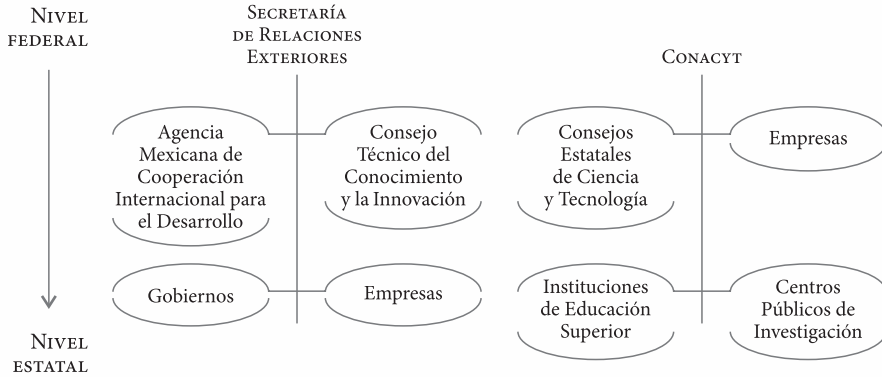 NIVEL
FEDERAL
SECRETARÍA
DE RELACIONES
EXTERIORES
CONACYT
Agencia
Mexicana de
Cooperación
Internacional para
el Desarrollo
Consejo
Técnico del
Conocimiento
y la Innovación
Consejos
Estatales
de Ciencia
y Tecnología
Empresas
Gobiernos
Empresas
Instituciones
de Educación
Superior
Centros
Públicos de
Investigación
NIVEL
ESTATAL